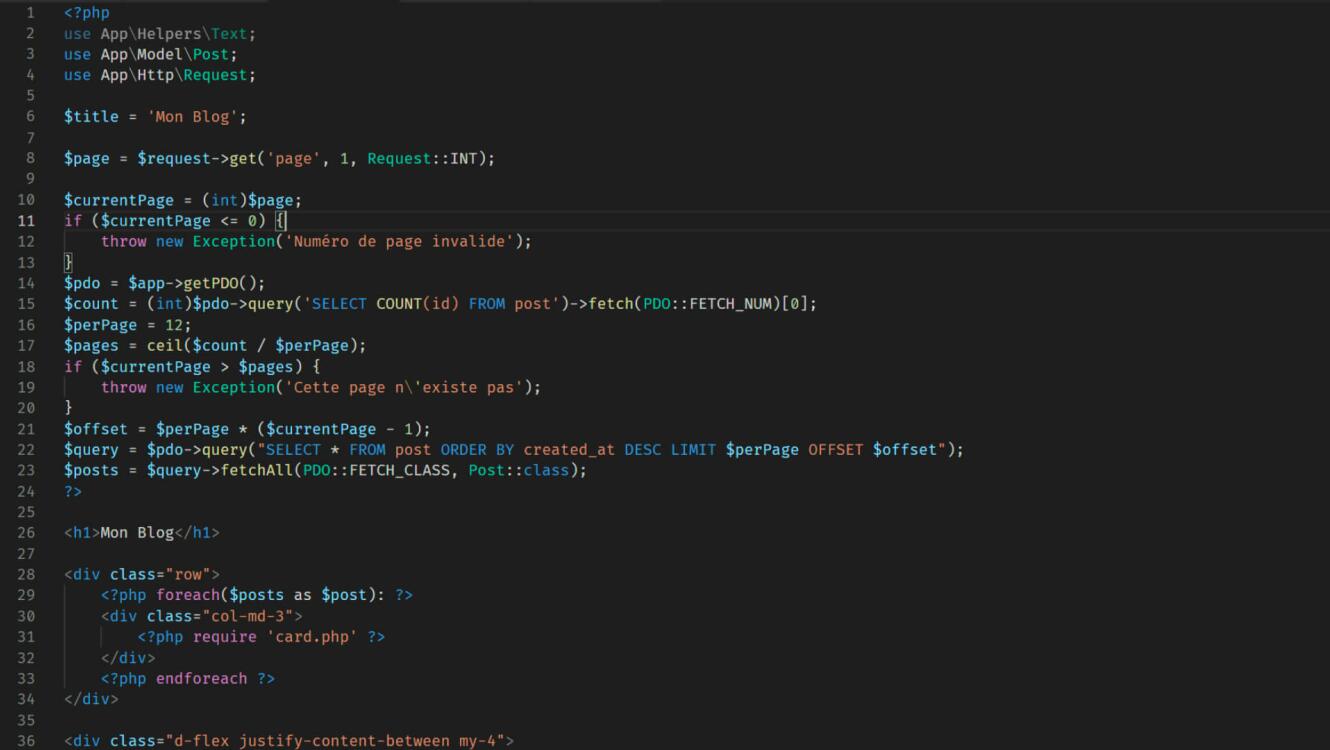 1 <?php
2 use App\Helpers\Text;
3 use App\Model\Post;
4 use App\Http\Request;
5
6 $title = 'Mon Blog';
7
8 $page = $request->get('page', 1, Request::INT);
9
10 $currentPage = (int)$page;
11 if ($currentPage <= 0) {
12     throw new Exception('Numéro de page invalide');
13 }
14 $pdo = $app->getPDO();
15 $count = (int)$pdo->query('SELECT COUNT(id) FROM post')->fetch(PDO::FETCH_NUM)[0];
16 $perPage = 12;
17 $pages = ceil($count / $perPage);
18 if ($currentPage > $pages) {
19     throw new Exception('Cette page n\'existe pas');
20 }
21 $offset = $perPage * ($currentPage - 1);
22 $query = $pdo->query("SELECT * FROM post ORDER BY created_at DESC LIMIT $perPage OFFSET $offset");
23 $posts = $query->fetchAll(PDO::FETCH_CLASS, Post::class);
24 ?>
25
26 <h1>Mon Blog</h1>
27
28 <div class="row">
29     <?php foreach($posts as $post): ?>
30     <div class="col-md-3">
31         <?php require 'card.php' ?>
32     </div>
33     <?php endforeach ?>
34 </div>
35
36 <div class="d-flex justify-content-between my-4">